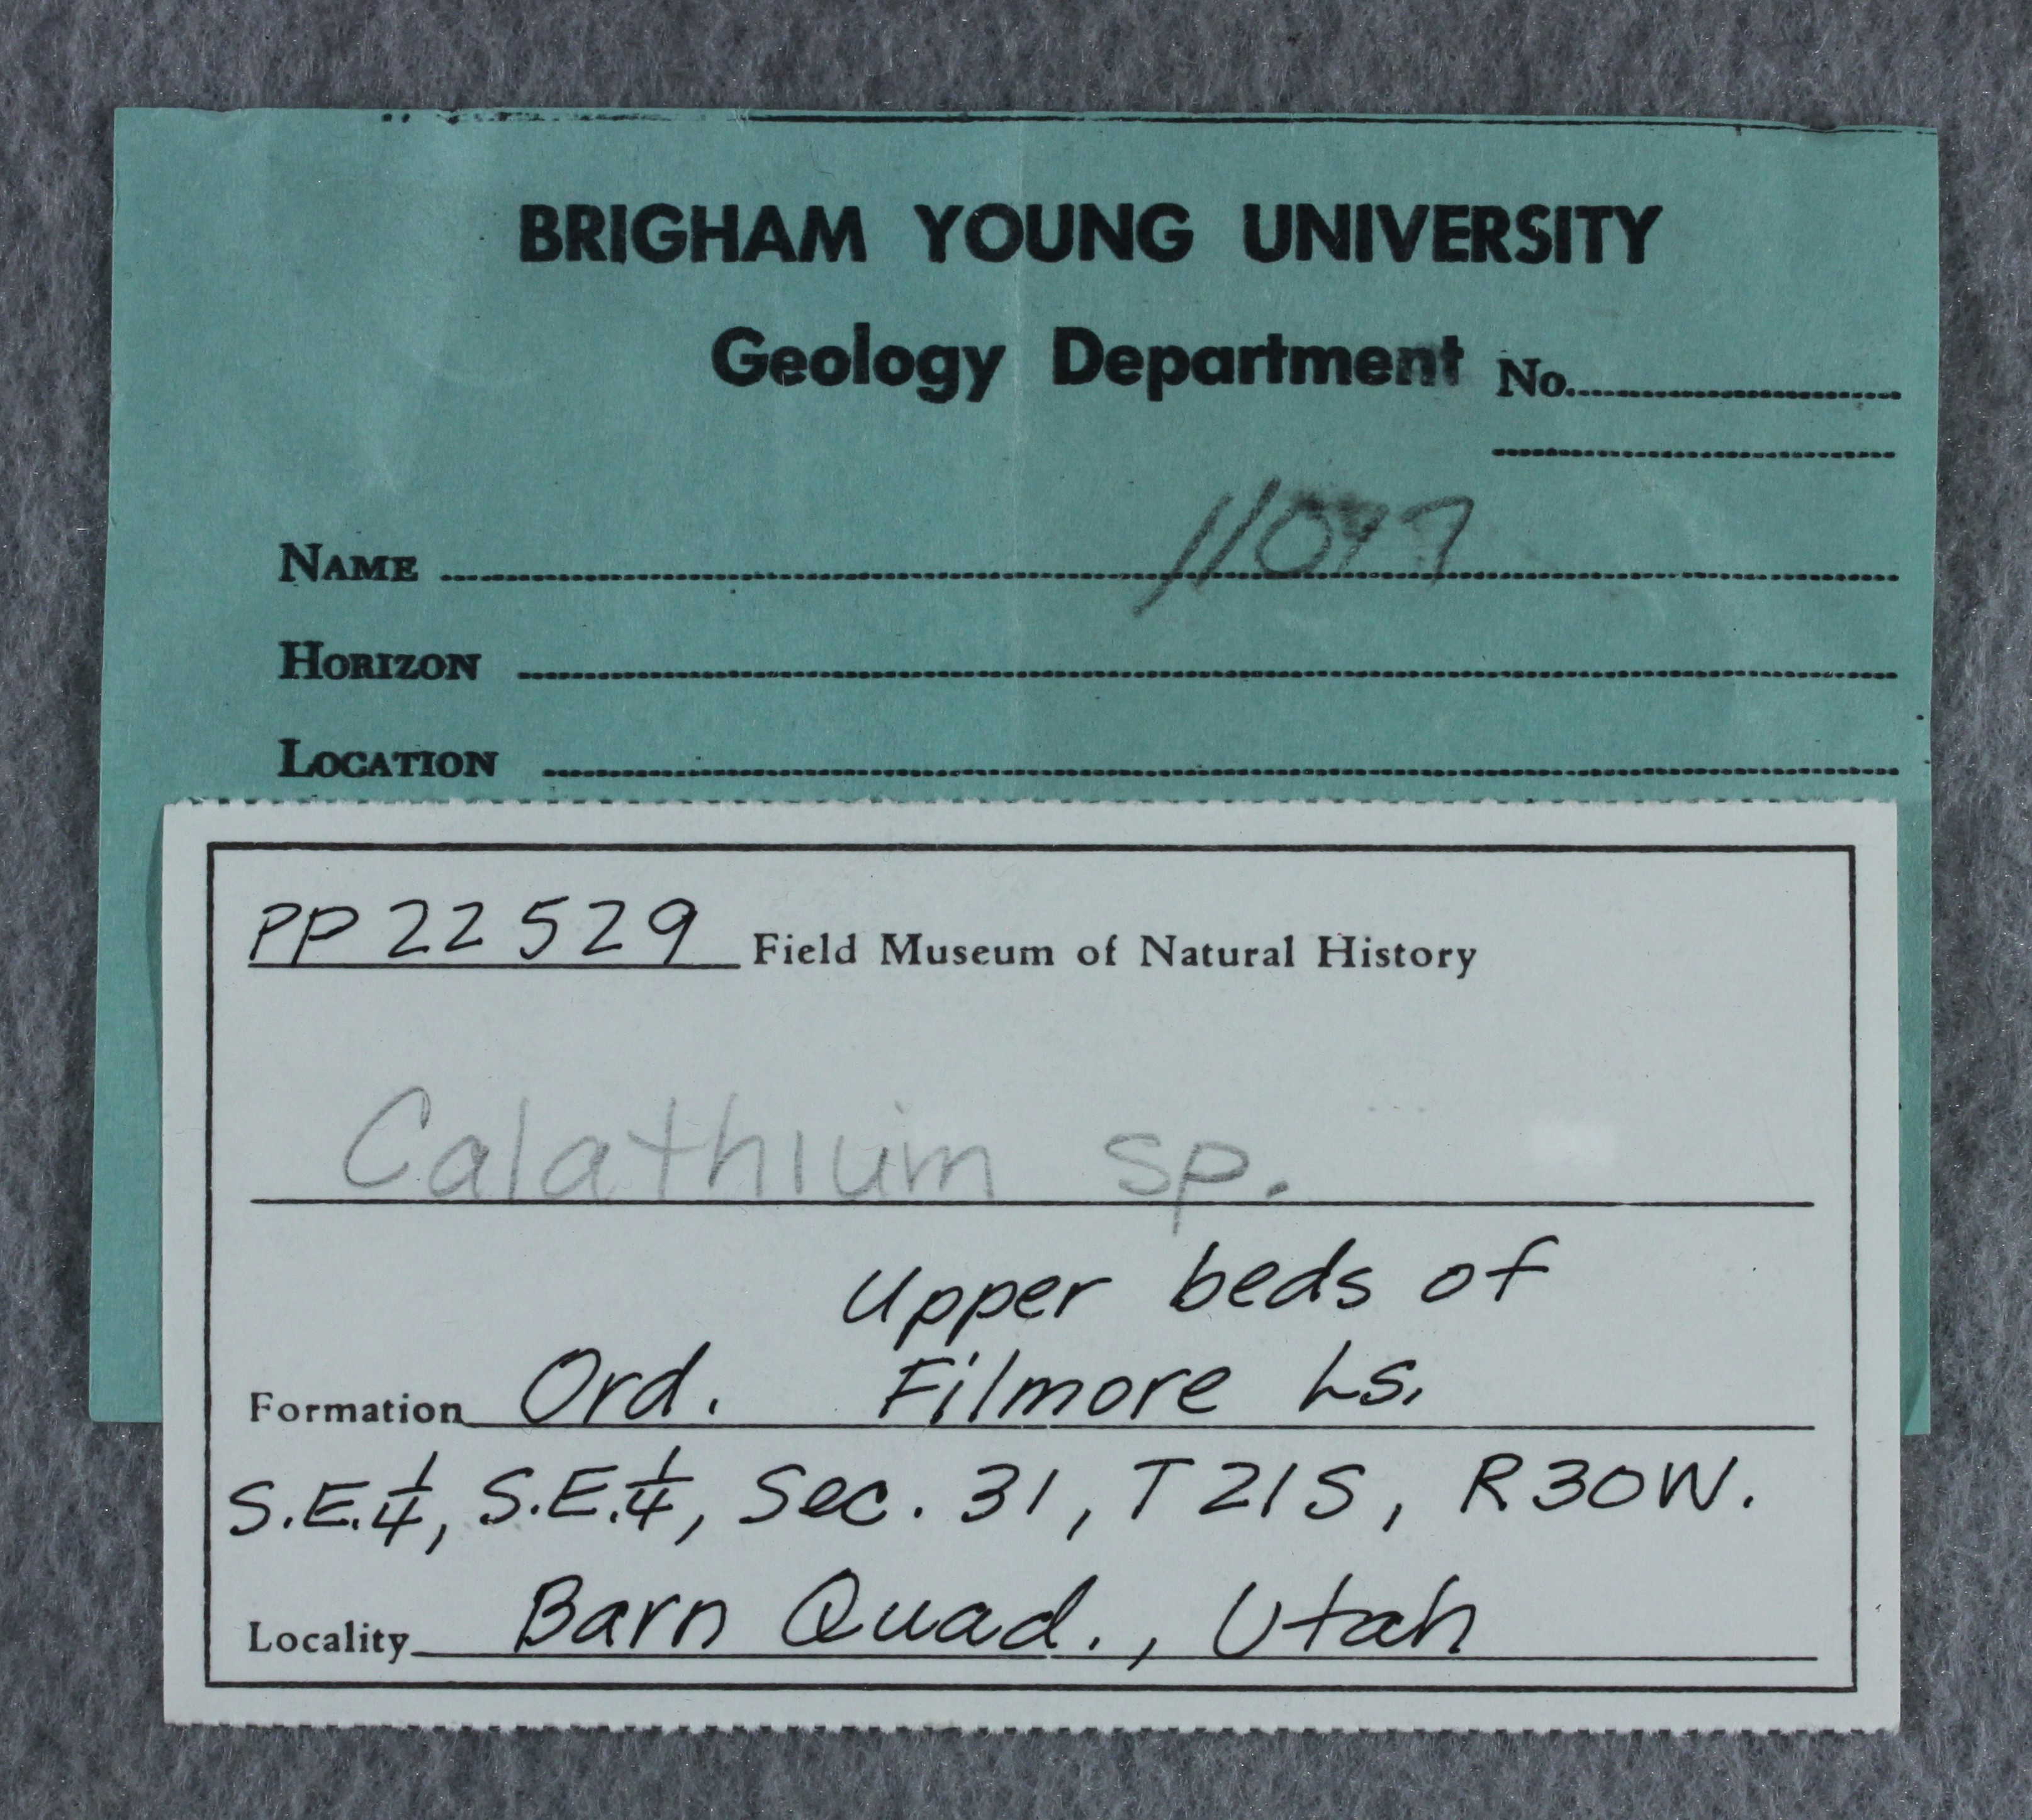 BRIGHAM YOUNG UNIVERSITY
Geology Department No.
11097
NAME
HORIZON
LOCATION
PP 22529 Field Museum of Natural History
Calathium sp.
Upper beds of
Formation Ord. Filmore Ls.
S.E.¼, S.E.¼, Sec. 31, T21S, R30W.
Locality Barn Quad., Utah